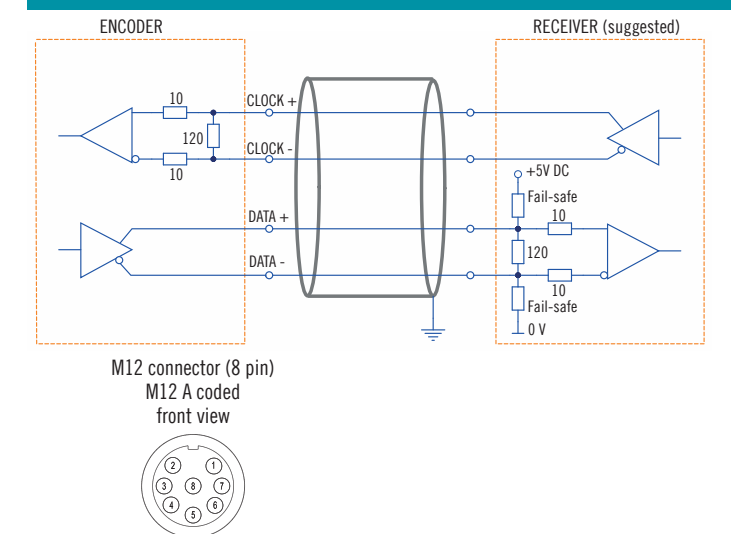 ENCODER
RECEIVER (suggested)
10
CLOCK +
120
CLOCK -
10
+5V DC
Fail-safe
DATA +
10
120
DATA -
10
Fail-safe
0 V
M12 connector (8 pin)
M12 A coded
front view
2 1
3 8 7
4 6
5